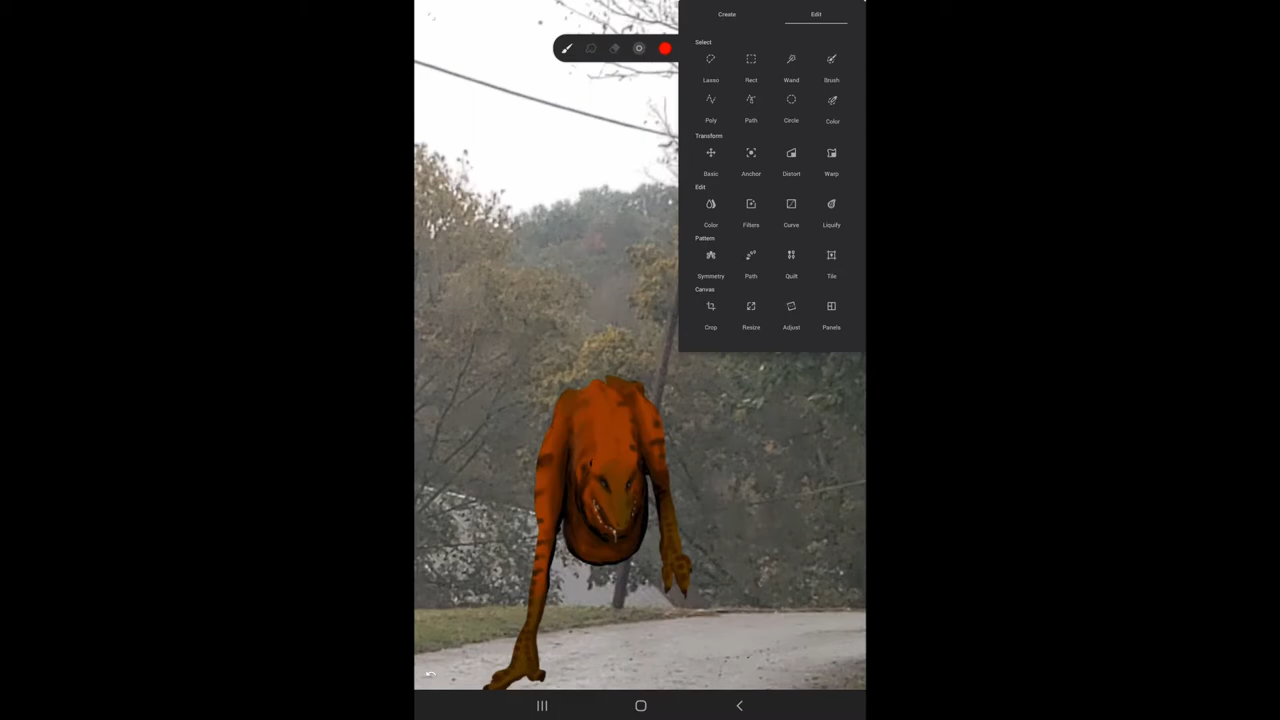 Create Edit
Select
Lasso Rect Wand Brush
Poly Path Circle Color
Transform
Basic Anchor Distort Warp
Edit
Color Filters Curve Liquify
Pattern
Symmetry Path Quilt Tile
Canvas
Crop Resize Adjust Panels